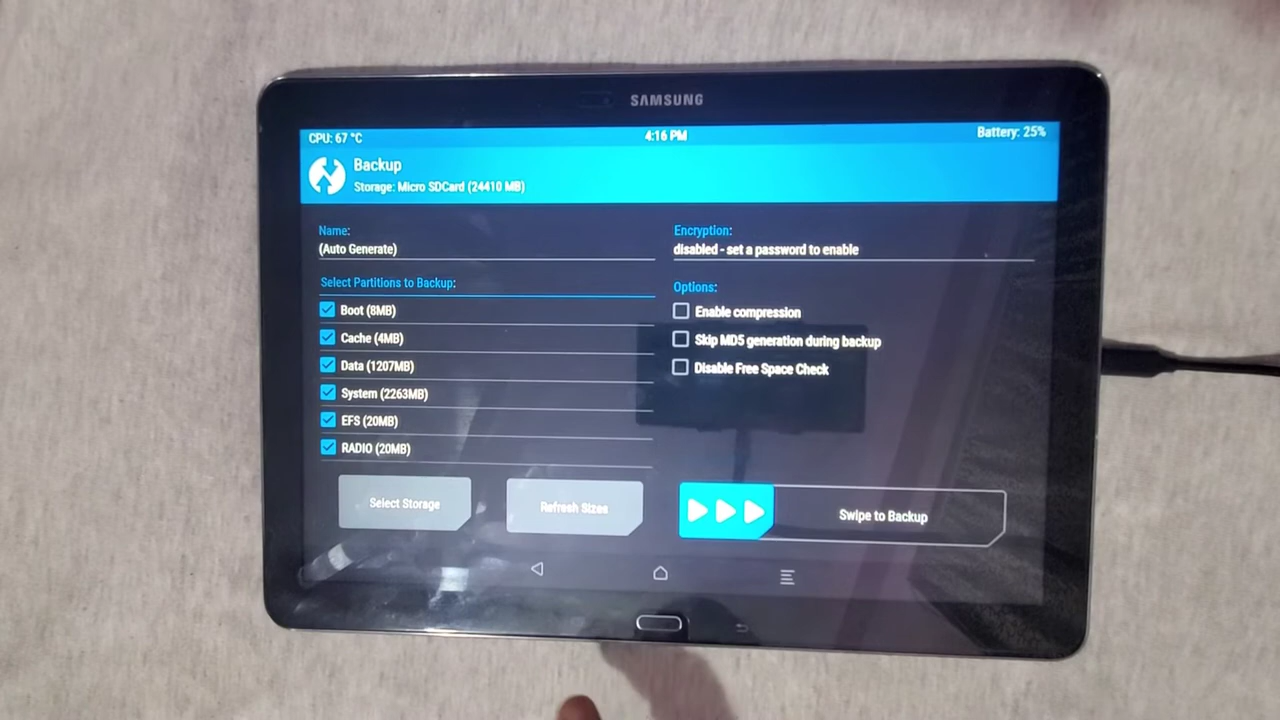 SAMSUNG
CPU: 67 °C
4:16 PM
Battery: 25%
Backup
Storage: Micro SDCard (24410 MB)
Name:
(Auto Generate)
Select Partitions to Backup:
Boot (8MB)
Cache (4MB)
Data (1207MB)
System (2263MB)
EFS (20MB)
RADIO (20MB)
Encryption:
disabled - set a password to enable
Options:
Enable compression
Skip MD5 generation during backup
Disable Free Space Check
Select Storage
Refresh Sizes
Swipe to Backup